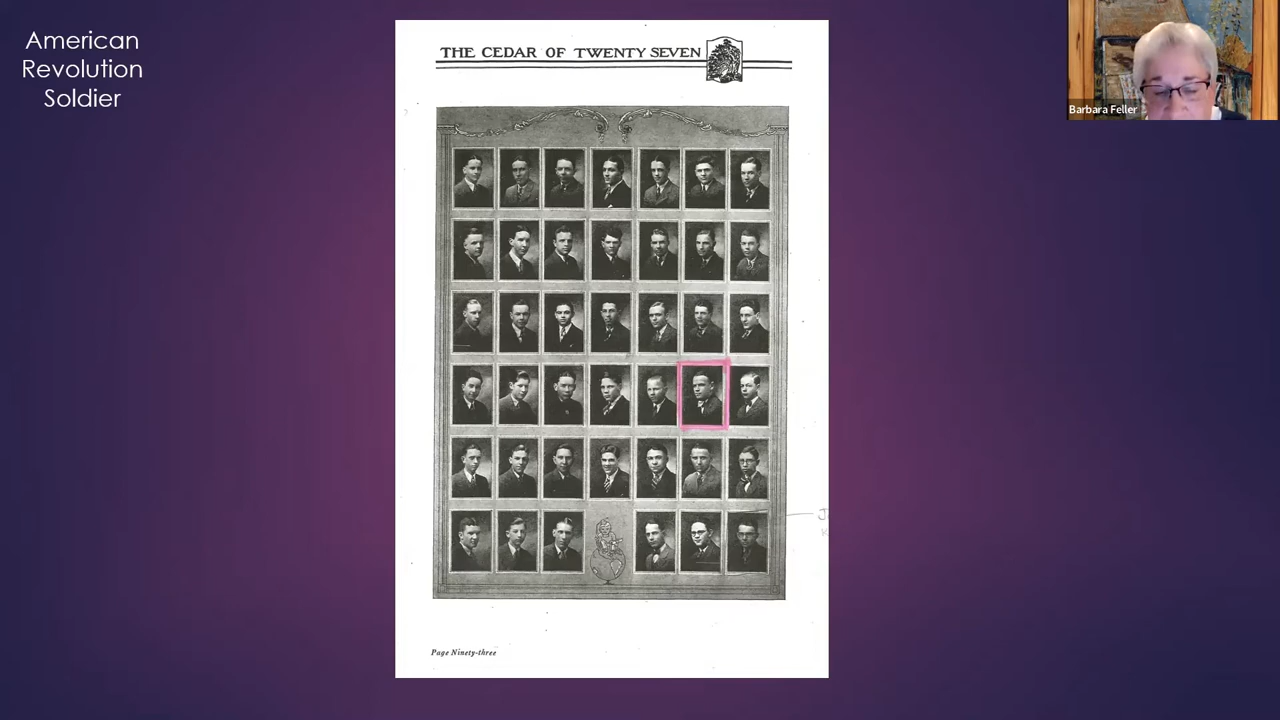 American
Revolution
Soldier
THE CEDAR OF TWENTY SEVEN
Barbara Feller
Page Ninety-three